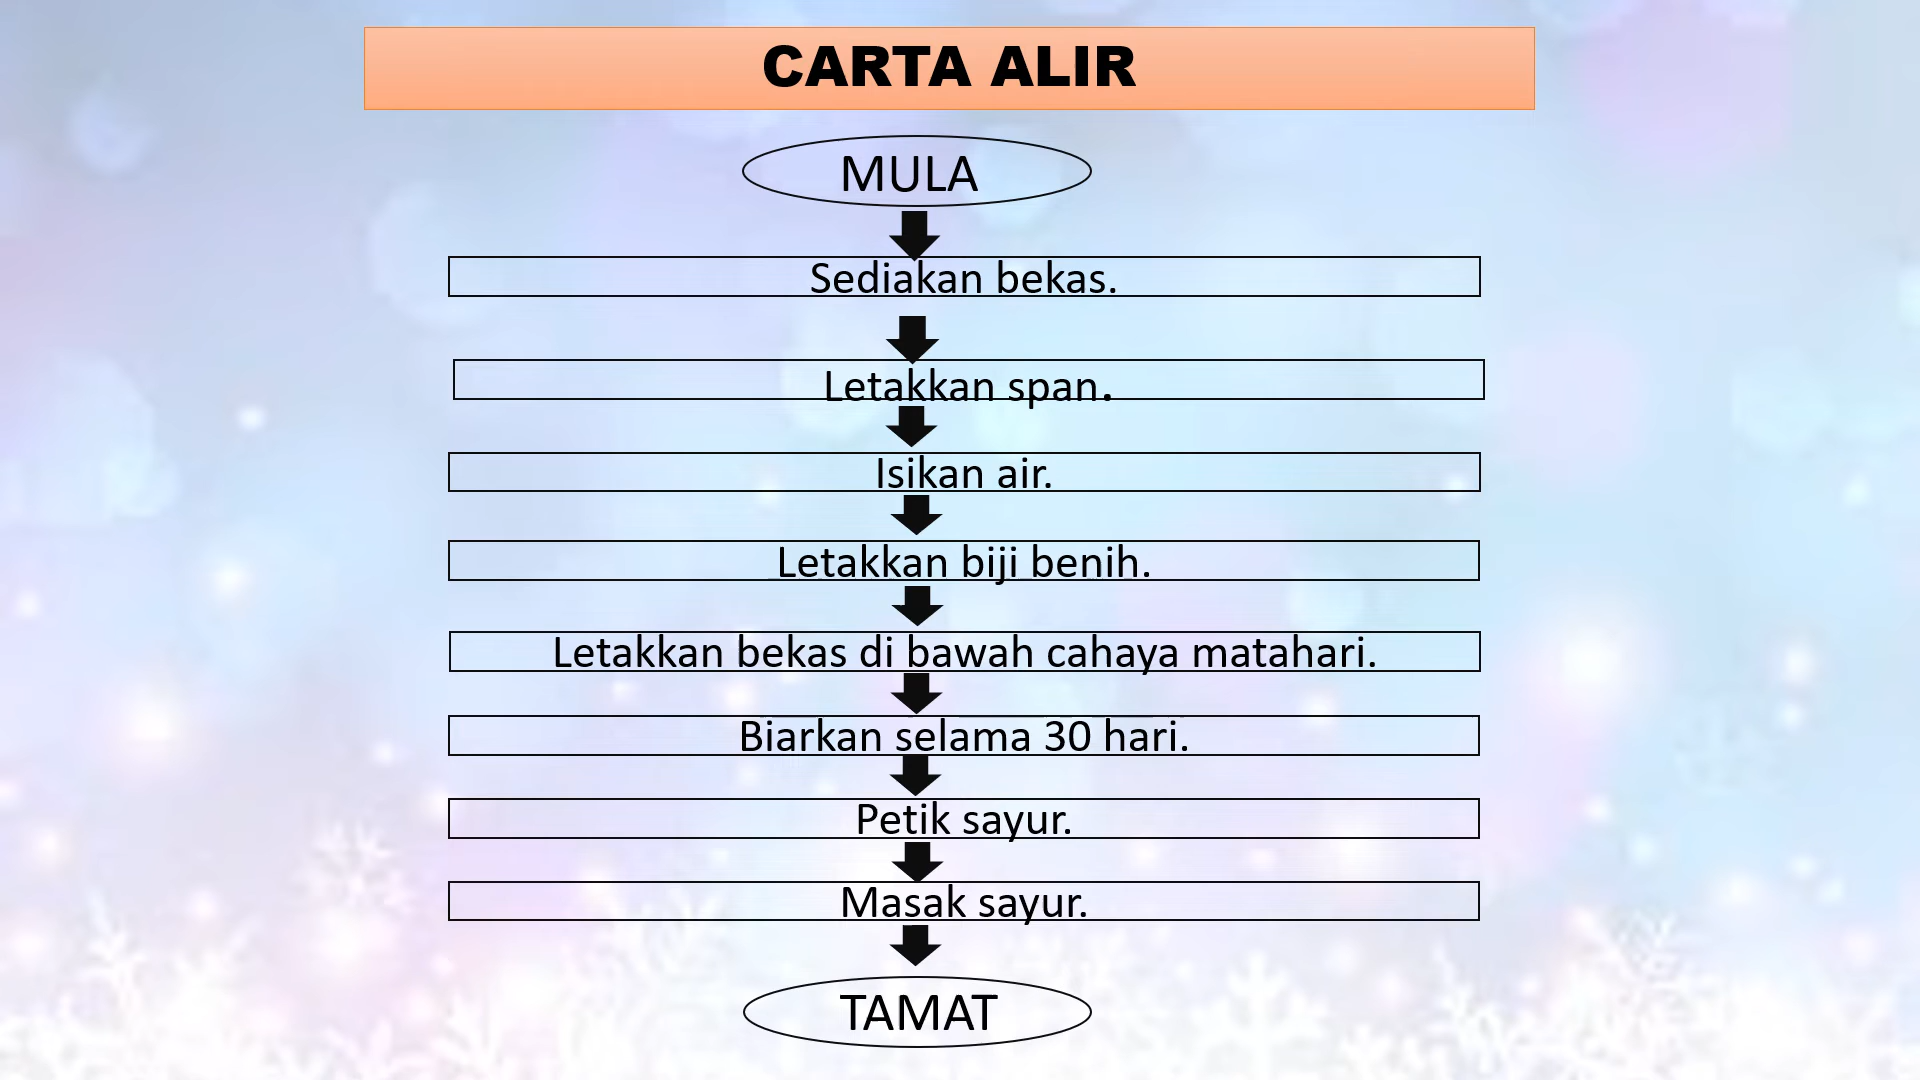 CARTA ALIR
MULA
Sediakan bekas.
Letakkan span.
Isikan air.
Letakkan biji benih.
Letakkan bekas di bawah cahaya matahari.
Biarkan selama 30 hari.
Petik sayur.
Masak sayur.
TAMAT